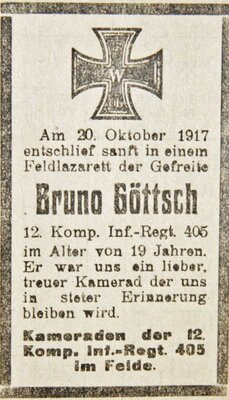 W
Am 20. Oktober 1917
entschlief sanft in einem
Feldlazarett der Gefreite
Bruno Göttsch
12. Komp. Inf.-Regt. 405
im Alter von 19 Jahren.
Er war uns ein lieber,
treuer Kamerad der uns
in steter Erinnerung
bleiben wird.
Kameraden der 12.
Komp. Inf.-Regt. 405
im Felde.